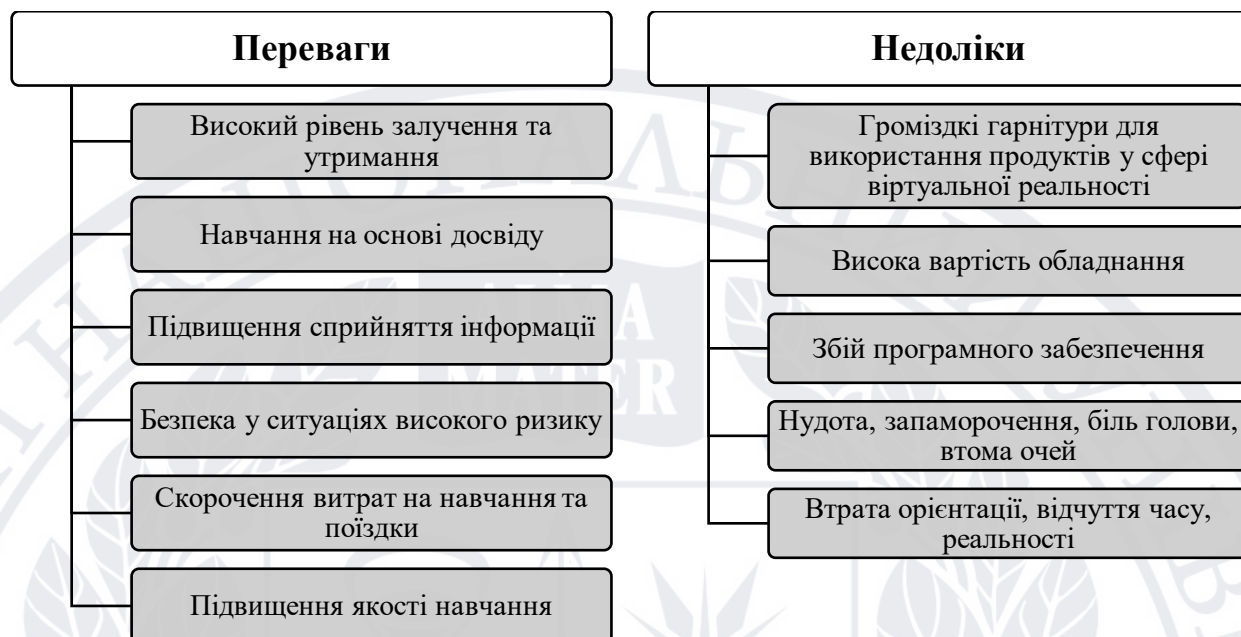 Переваги
Високий рівень залучення та
утримання
Навчання на основі досвіду
Підвищення сприйняття інформації
Безпека у ситуаціях високого ризику
Скорочення витрат на навчання та
поїздки
Підвищення якості навчання
Недоліки
Громіздкі гарнітури для
використання продуктів у сфері
віртуальної реальності
Висока вартість обладнання
Збій програмного забезпечення
Нудота, запаморочення, біль голови,
втома очей
Втрата орієнтації, відчуття часу,
реальності
MATER